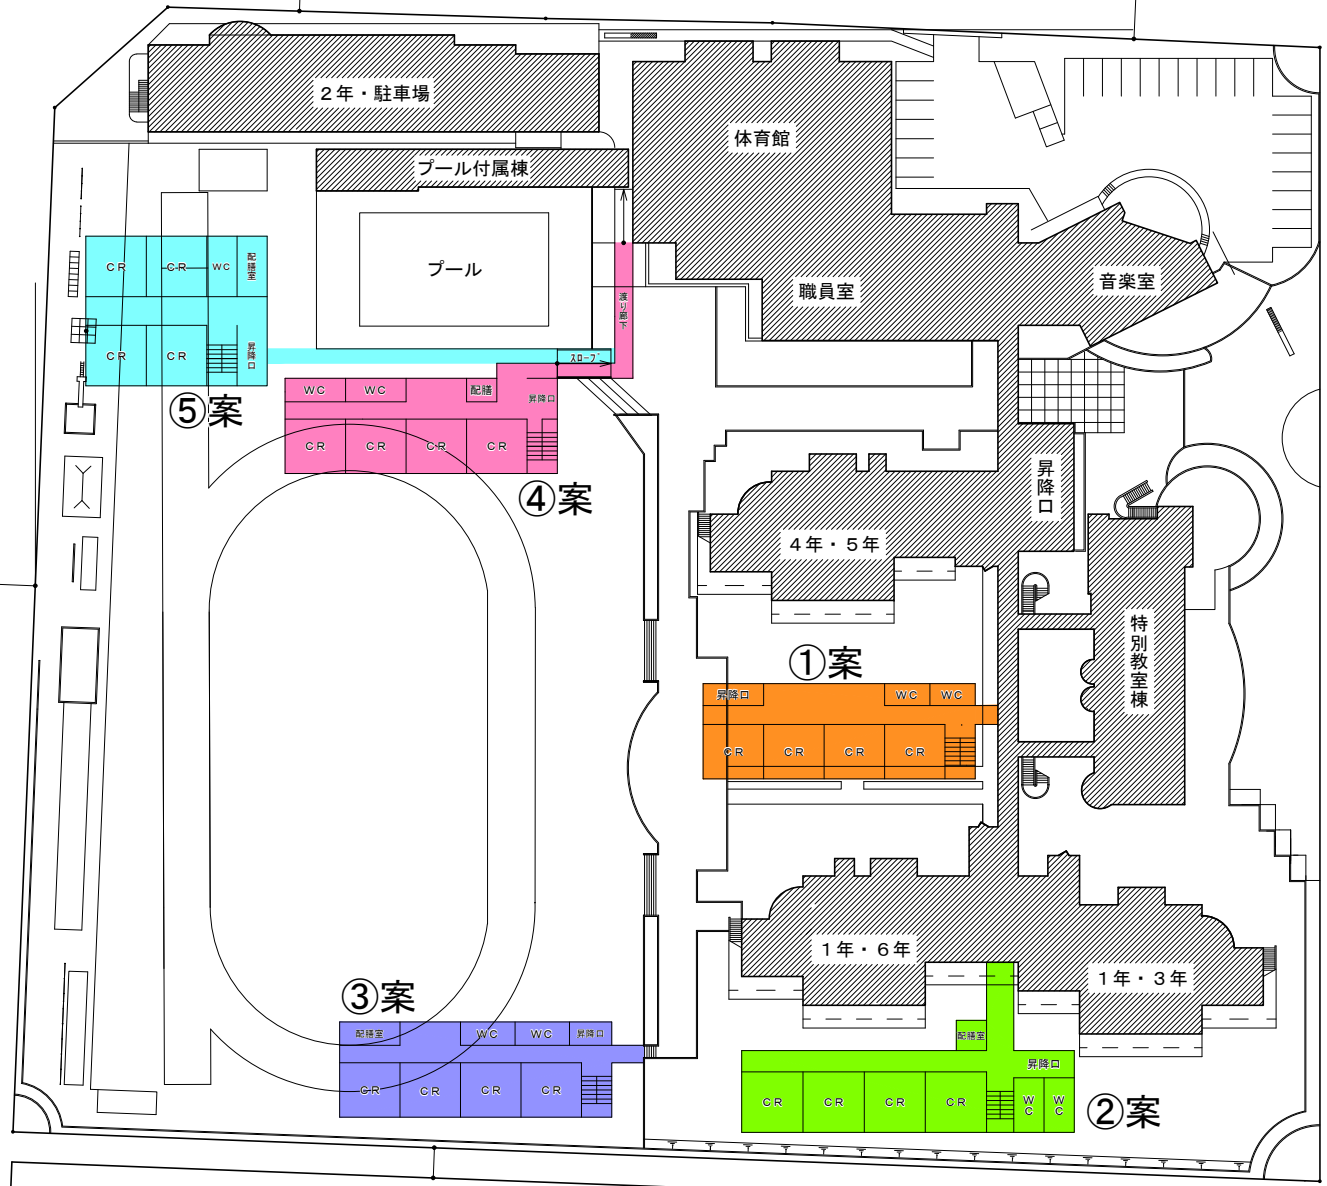 ２年・駐車場
体育館
プール付属棟
プール
職員室
音楽室
渡り廊下
ＣＲ
ＣＲ
ＷＣ
配膳室
ＣＲ
ＣＲ
昇降口
⑤案
スロープ
ＷＣ
ＷＣ
配膳
昇降口
ＣＲ
ＣＲ
ＣＲ
ＣＲ
④案
昇降口
４年・５年
特別教室棟
①案
昇降口
ＷＣ
ＷＣ
ＣＲ
ＣＲ
ＣＲ
ＣＲ
１年・６年
１年・３年
③案
配膳室
ＷＣ
ＷＣ
昇降口
ＣＲ
ＣＲ
ＣＲ
ＣＲ
配膳室
昇降口
ＣＲ
ＣＲ
ＣＲ
ＣＲ
ＷＣ
ＷＣ
②案